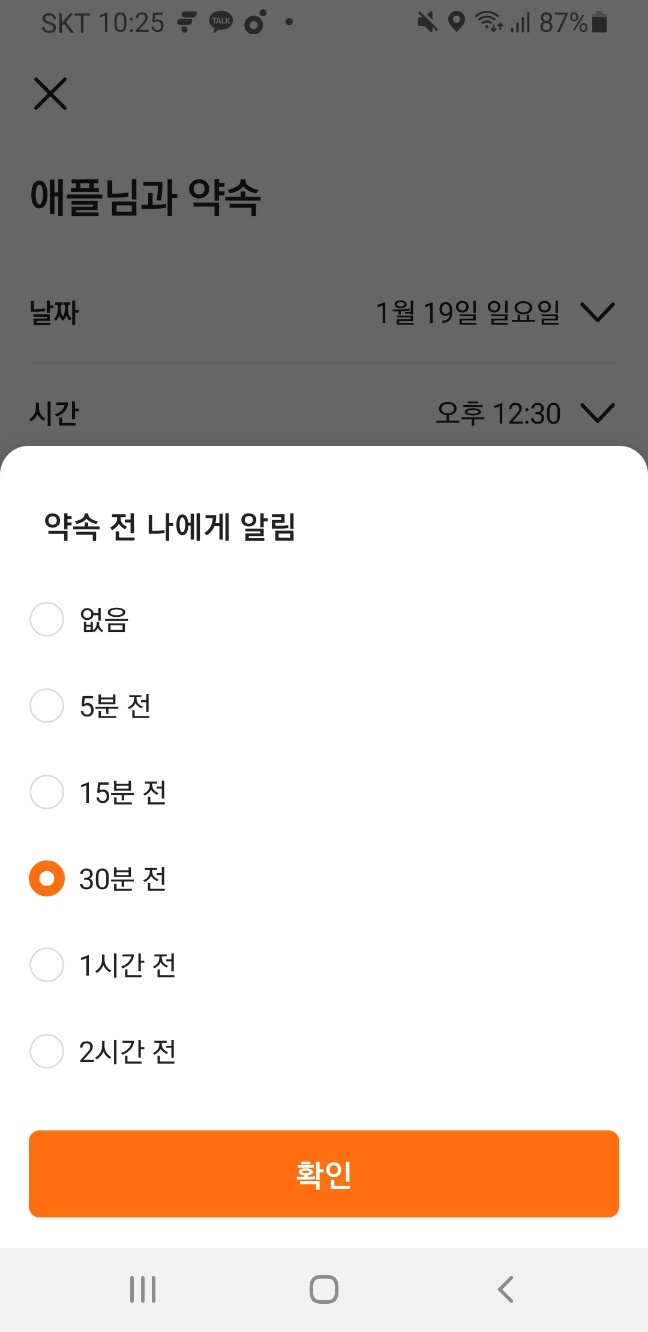 SKT 10:25 TALK 87%
애플님과 약속
날짜 1월 19일 일요일
시간 오후 12:30
약속 전 나에게 알림
없음
5분 전
15분 전
30분 전
1시간 전
2시간 전
확인